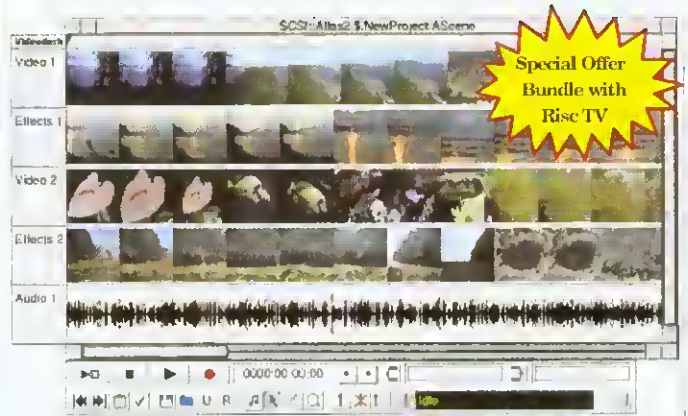 SCSI::Atlas2.$.NewProject.AScene
Special Offer
Bundle with
Risc TV
Videodesk
Video 1
Effects 1
Video 2
Effects 2
Audio 1
0000:00:00:00
U R
Idle